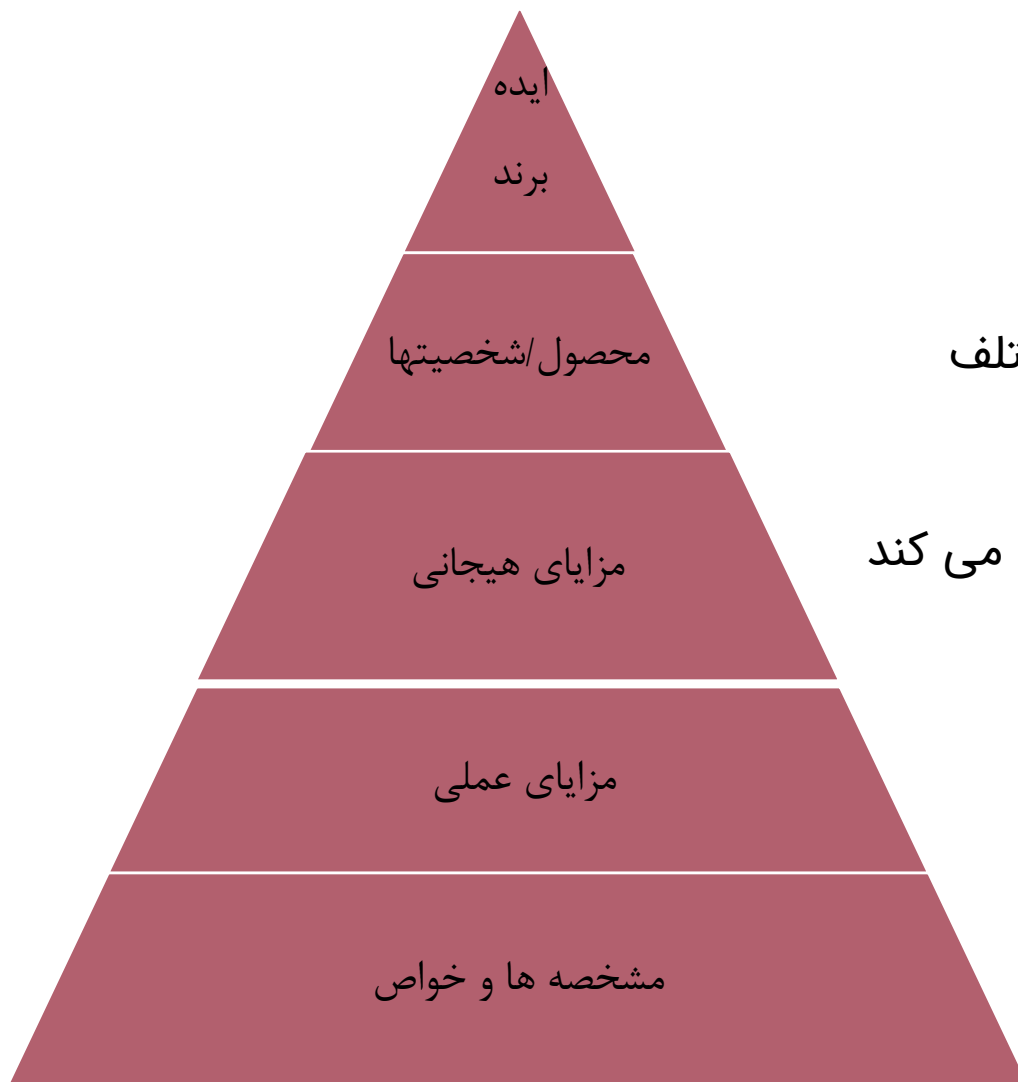 ایده
برند
محصول/شخصیتها
مزایای هیجانی
می کند
مزایای عملی
مشخصه ها و خواص